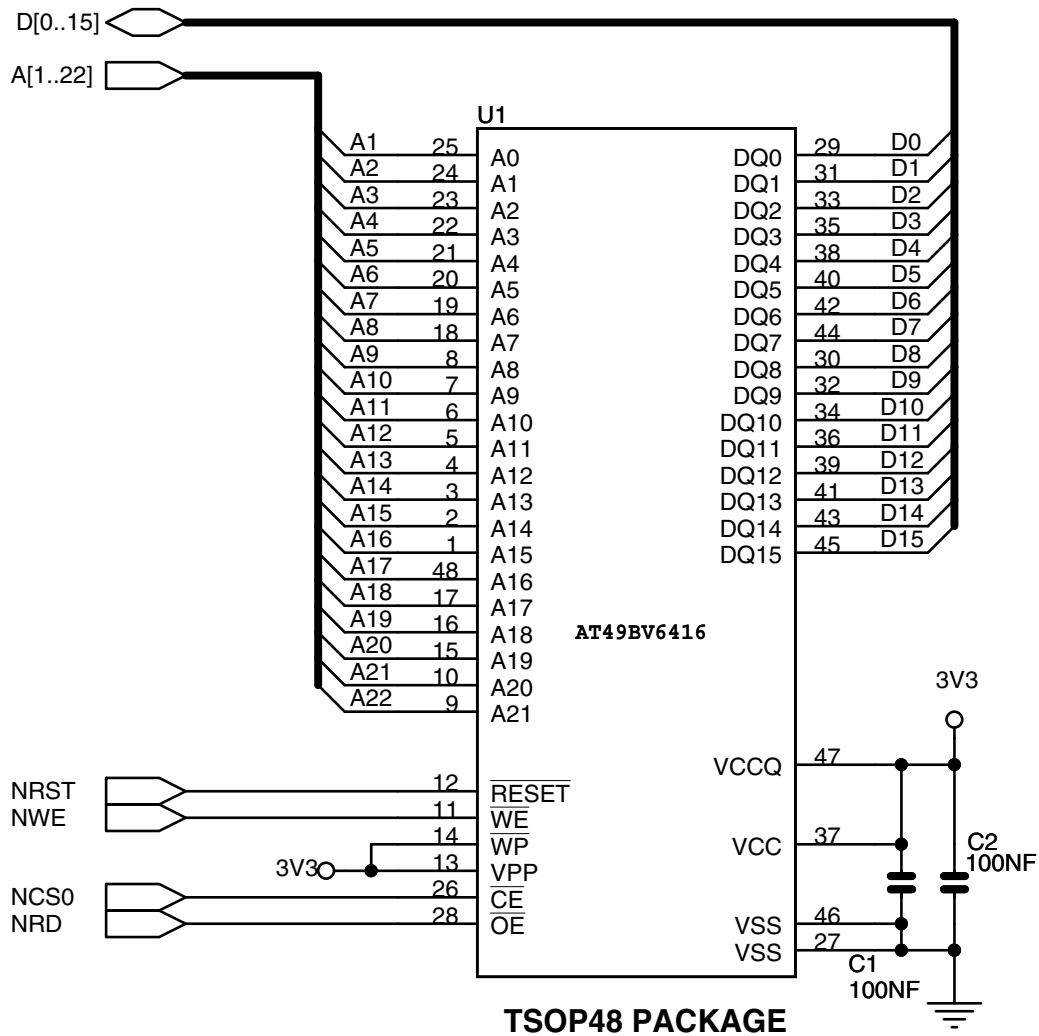 D[0..15]
A[1..22]
U1
A1 25 A0 DQ0 29 D0
A2 24 A1 DQ1 31 D1
A3 23 A2 DQ2 33 D2
A4 22 A3 DQ3 35 D3
A5 21 A4 DQ4 38 D4
A6 20 A5 DQ5 40 D5
A7 19 A6 DQ6 42 D6
A8 18 A7 DQ7 44 D7
A9 8 A8 DQ8 30 D8
A10 7 A9 DQ9 32 D9
A11 6 A10 DQ10 34 D10
A12 5 A11 DQ11 36 D11
A13 4 A12 DQ12 39 D12
A14 3 A13 DQ13 41 D13
A15 2 A14 DQ14 43 D14
A16 1 A15 DQ15 45 D15
A17 48 A16
A18 17 A17
A19 16 A18
A20 15 A19
A21 10 A20
A22 9 A21
AT49BV6416
3V3
VCCQ 47
NRST 12 RESET
NWE 11 WE
14 WP
VCC 37
C2
100NF
3V3 13 VPP
NCS0 26 CE
NRD 28 OE
VSS 46
VSS 27
C1
100NF
TSOP48 PACKAGE